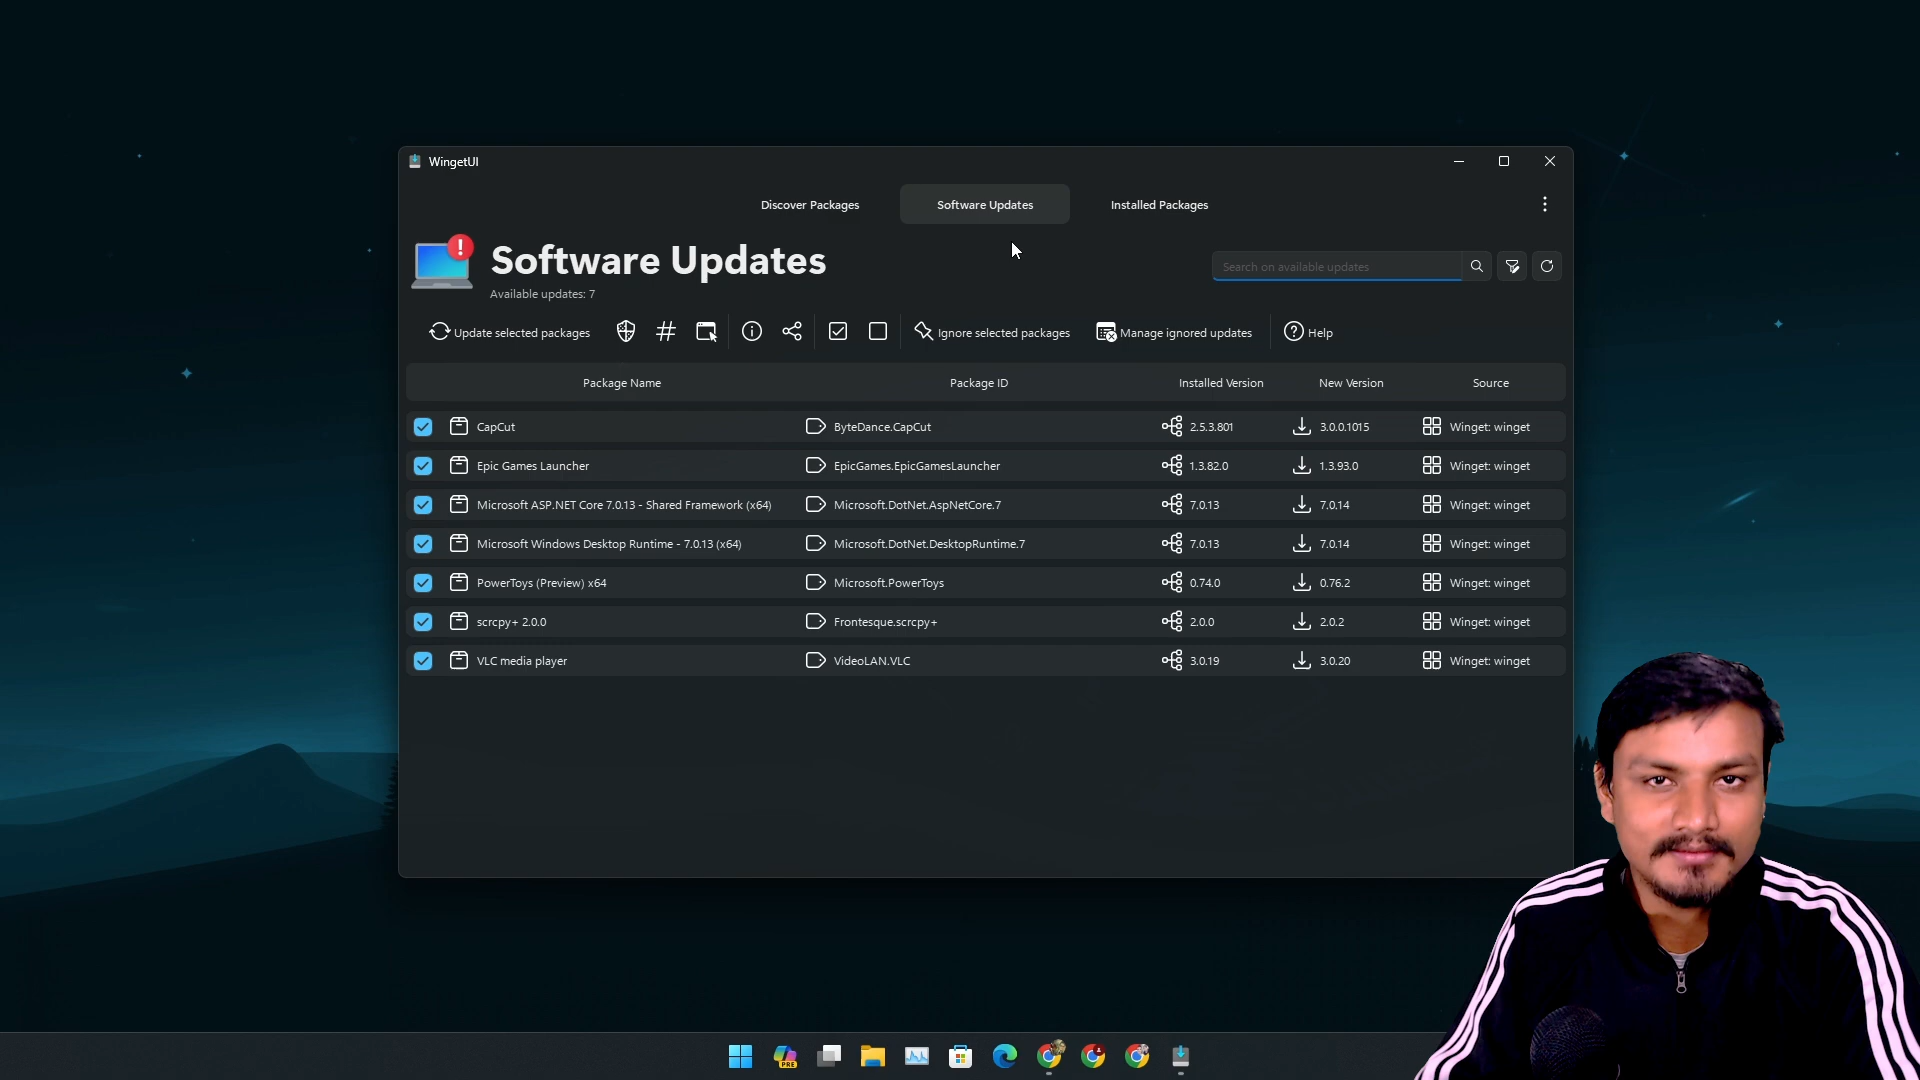 WingetUI
Discover Packages Software Updates Installed Packages
Software Updates
Available updates: 7
Search on available updates
Update selected packages Ignore selected packages Manage ignored updates Help
Package Name Package ID Installed Version New Version Source
CapCut ByteDance.CapCut 2.5.3.801 3.0.0.1015 Winget: winget
Epic Games Launcher EpicGames.EpicGamesLauncher 1.3.82.0 1.3.93.0 Winget: winget
Microsoft ASP.NET Core 7.0.13 - Shared Framework (x64) Microsoft.DotNet.AspNetCore.7 7.0.13 7.0.14 Winget: winget
Microsoft Windows Desktop Runtime - 7.0.13 (x64) Microsoft.DotNet.DesktopRuntime.7 7.0.13 7.0.14 Winget: winget
PowerToys (Preview) x64 Microsoft.PowerToys 0.74.0 0.76.2 Winget: winget
scrcpy+ 2.0.0 Frontesque.scrcpy+ 2.0.0 2.0.2 Winget: winget
VLC media player VideoLAN.VLC 3.0.19 3.0.20 Winget: winget
PRE